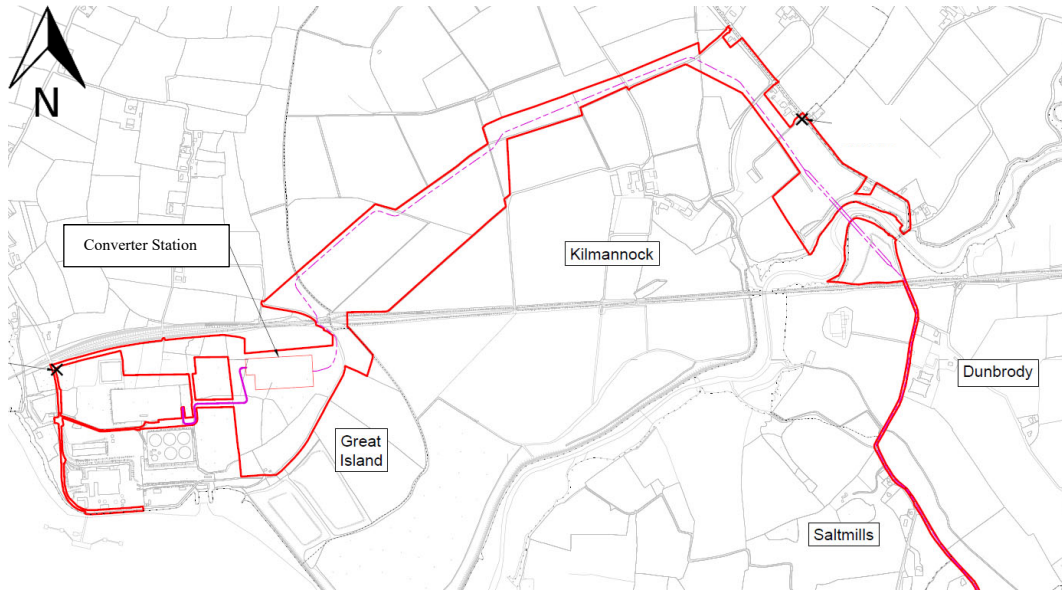 N
Converter Station
Kilmannock
Dunbrody
Great
Island
Saltmills